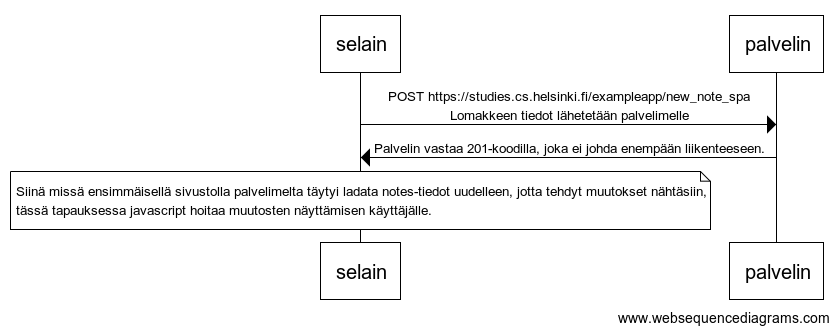 selain
palvelin
POST https://studies.cs.helsinki.fi/exampleapp/new_note_spa
Lomakkeen tiedot lähetetään palvelimelle
Palvelin vastaa 201-koodilla, joka ei johda enempään liikenteeseen.
Siinä missä ensimmäisellä sivustolla palvelimelta täytyi ladata notes-tiedot uudelleen, jotta tehdyt muutokset nähtäsiin,
tässä tapauksessa javascript hoitaa muutosten näyttämisen käyttäjälle.
selain
palvelin
www.websequencediagrams.com